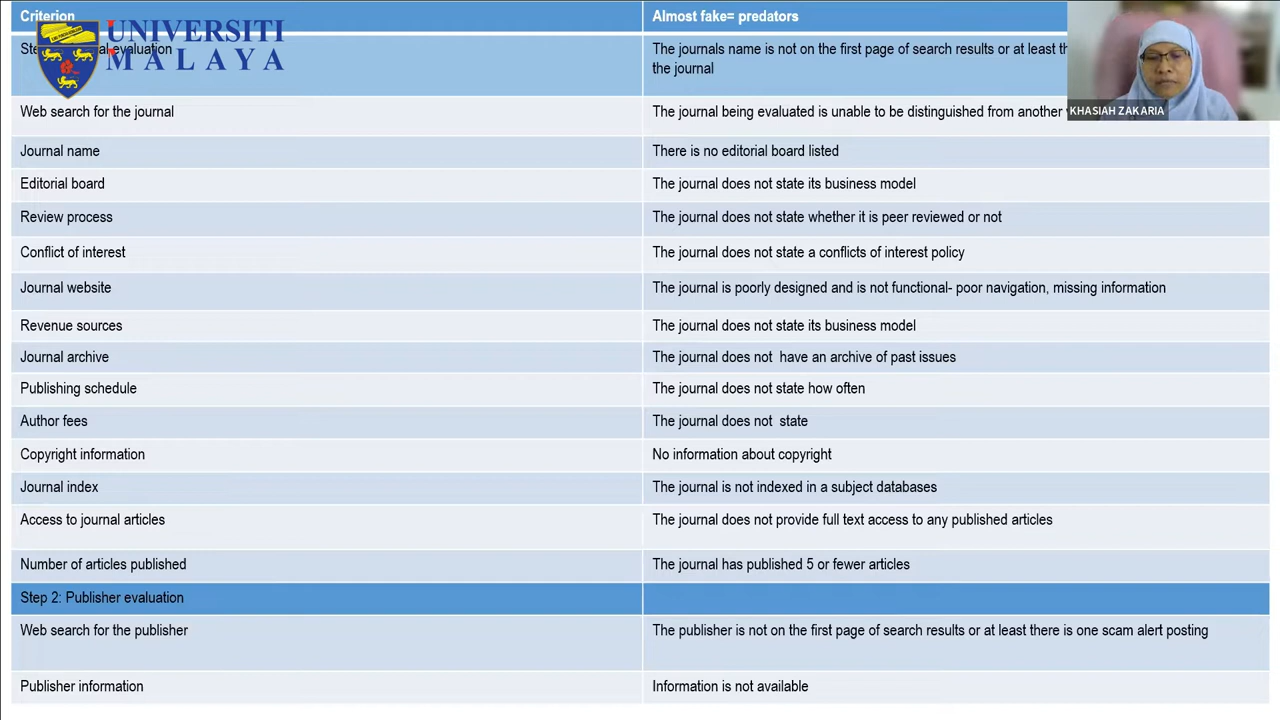 Criterion
Almost fake= predators
UNIVERSITI
MALAYA
evaluation
The journals name is not on the first page of search results or at least
the journal
KHASIAH ZAKARIA
Web search for the journal
The journal being evaluated is unable to be distinguished from another
Journal name
There is no editorial board listed
Editorial board
The journal does not state its business model
Review process
The journal does not state whether it is peer reviewed or not
Conflict of interest
The journal does not state a conflicts of interest policy
Journal website
The journal is poorly designed and is not functional- poor navigation, missing information
Revenue sources
The journal does not state its business model
Journal archive
The journal does not  have an archive of past issues
Publishing schedule
The journal does not state how often
Author fees
The journal does not  state
Copyright information
No information about copyright
Journal index
The journal is not indexed in a subject databases
Access to journal articles
The journal does not provide full text access to any published articles
Number of articles published
The journal has published 5 or fewer articles
Step 2: Publisher evaluation
Web search for the publisher
The publisher is not on the first page of search results or at least there is one scam alert posting
Publisher information
Information is not available